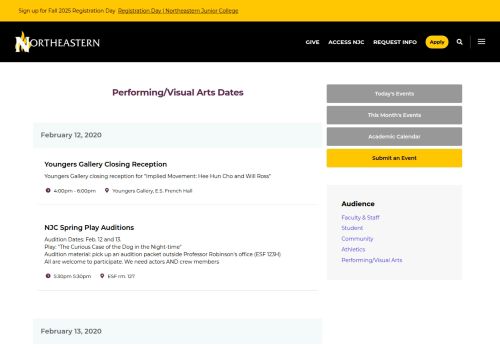 Sign up for Fall 2025 Registration Day Registration Day | Northeastern Junior College
NORTHEASTERN
GIVE ACCESS NJC REQUEST INFO Apply
Performing/Visual Arts Dates
February 12, 2020
Youngers Gallery Closing Reception
Youngers Gallery closing reception for "Implied Movement: Hee Hun Cho and Will Ross"
4:00pm - 6:00pm Youngers Gallery, E.S. French Hall
NJC Spring Play Auditions
Audition Dates: Feb. 12 and 13.
Play: "The Curious Case of the Dog in the Night-time"
Audition material: pick up an audition packet outside Professor Robinson's office (ESF 123H)
All are welcome to participate. We need actors AND crew members
5:30pm 5:30pm ESF rm. 127
February 13, 2020
Today's Events
This Month's Events
Academic Calendar
Submit an Event
Audience
Faculty & Staff
Student
Community
Athletics
Performing/Visual Arts